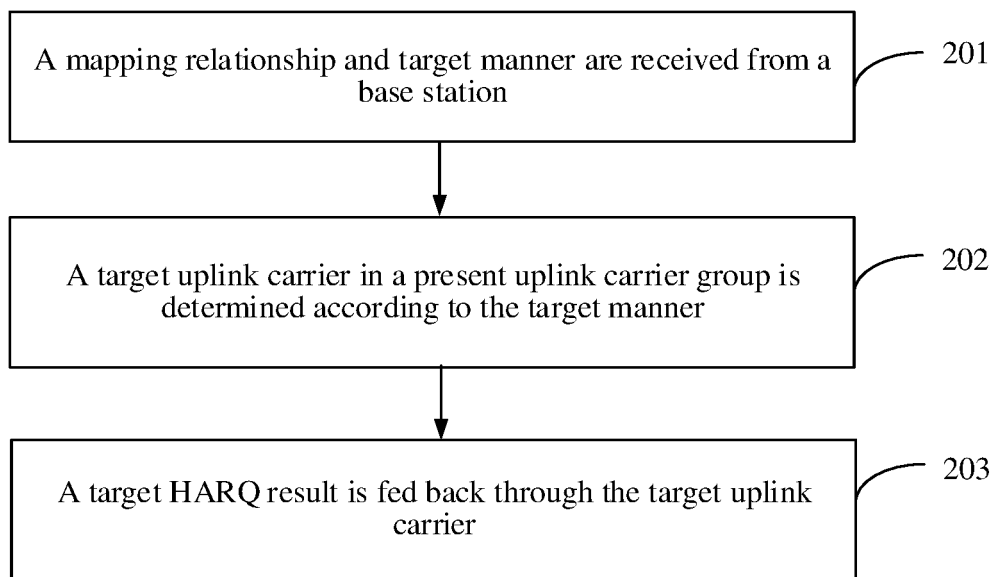 A mapping relationship and target manner are received from a
base station
201
A target uplink carrier in a present uplink carrier group is
determined according to the target manner
202
A target HARQ result is fed back through the target uplink
carrier
203